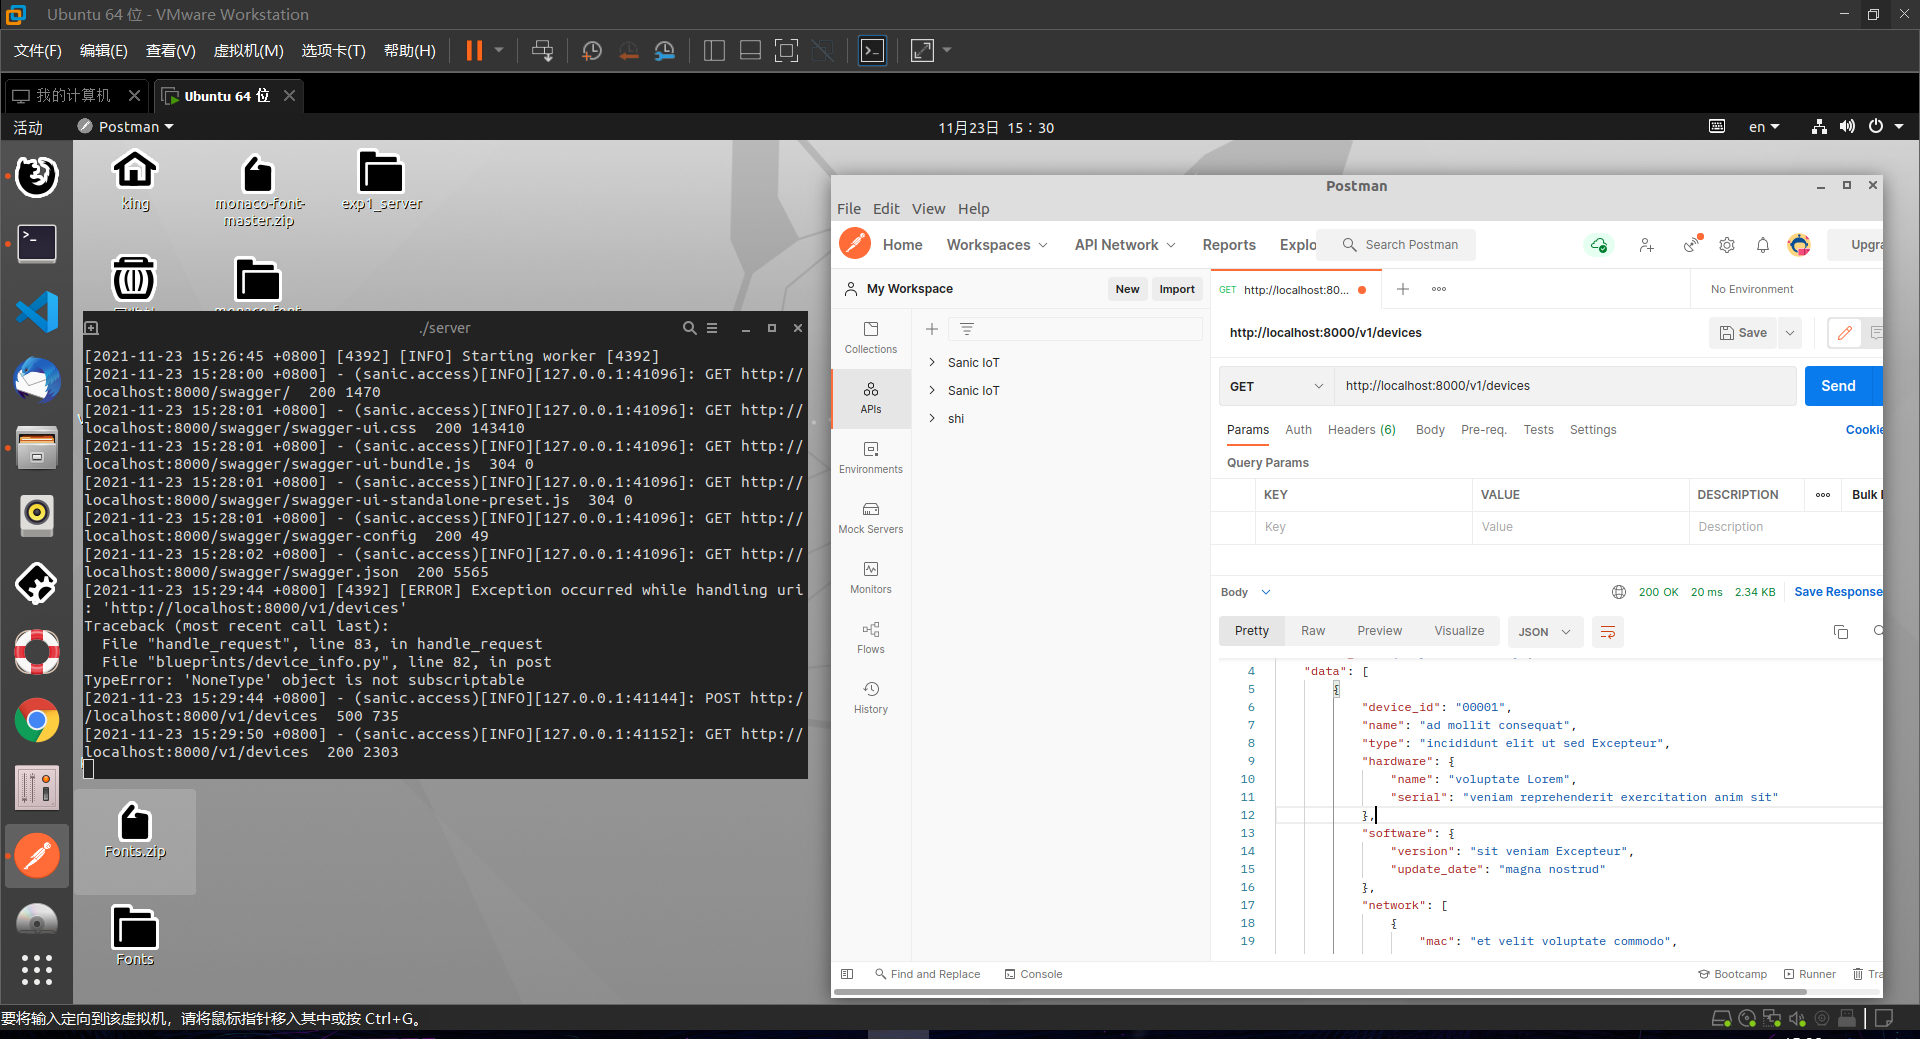 Ubuntu 64 位 - VMware Workstation
文件(F) 编辑(E) 查看(V) 虚拟机(M) 选项卡(T) 帮助(H)
我的计算机
Ubuntu 64 位
活动
Postman
11月23日 15：30
en
king
monaco-font-
master.zip
exp1_server
Fonts.zip
Fonts
./server
[2021-11-23 15:26:45 +0800] [4392] [INFO] Starting worker [4392]
[2021-11-23 15:28:00 +0800] - (sanic.access)[INFO][127.0.0.1:41096]: GET http://
localhost:8000/swagger/  200 1470
[2021-11-23 15:28:01 +0800] - (sanic.access)[INFO][127.0.0.1:41096]: GET http://
localhost:8000/swagger/swagger-ui.css  200 143410
[2021-11-23 15:28:01 +0800] - (sanic.access)[INFO][127.0.0.1:41096]: GET http://
localhost:8000/swagger/swagger-ui-bundle.js  304 0
[2021-11-23 15:28:01 +0800] - (sanic.access)[INFO][127.0.0.1:41096]: GET http://
localhost:8000/swagger/swagger-ui-standalone-preset.js  304 0
[2021-11-23 15:28:01 +0800] - (sanic.access)[INFO][127.0.0.1:41096]: GET http://
localhost:8000/swagger/swagger-config  200 49
[2021-11-23 15:28:02 +0800] - (sanic.access)[INFO][127.0.0.1:41096]: GET http://
localhost:8000/swagger/swagger.json  200 5565
[2021-11-23 15:29:44 +0800] [4392] [ERROR] Exception occurred while handling uri
: 'http://localhost:8000/v1/devices'
Traceback (most recent call last):
  File "handle_request", line 83, in handle_request
  File "blueprints/device_info.py", line 82, in post
TypeError: 'NoneType' object is not subscriptable
[2021-11-23 15:29:44 +0800] - (sanic.access)[INFO][127.0.0.1:41144]: POST http:/
/localhost:8000/v1/devices  500 735
[2021-11-23 15:29:50 +0800] - (sanic.access)[INFO][127.0.0.1:41152]: GET http://
localhost:8000/v1/devices  200 2303
Postman
File Edit View Help
Home Workspaces API Network Reports Explo Search Postman Upgra
My Workspace New Import
GET http://localhost:80... No Environment
Collections
APIs
Environments
Mock Servers
Monitors
Flows
History
Sanic IoT
Sanic IoT
shi
http://localhost:8000/v1/devices Save
GET http://localhost:8000/v1/devices Send
Params Auth Headers (6) Body Pre-req. Tests Settings Cookie
Query Params
KEY VALUE DESCRIPTION Bulk
Key Value Description
Body 200 OK 20 ms 2.34 KB Save Response
Pretty Raw Preview Visualize JSON
4 "data": [
5 {
6 "device_id": "00001",
7 "name": "ad mollit consequat",
8 "type": "incididunt elit ut sed Excepteur",
9 "hardware": {
10 "name": "voluptate Lorem",
11 "serial": "veniam reprehenderit exercitation anim sit"
12 },
13 "software": {
14 "version": "sit veniam Excepteur",
15 "update_date": "magna nostrud"
16 },
17 "network": [
18 {
19 "mac": "et velit voluptate commodo",
Find and Replace Console Bootcamp Runner Tra
要将输入定向到该虚拟机，请将鼠标指针移入其中或按 Ctrl+G。